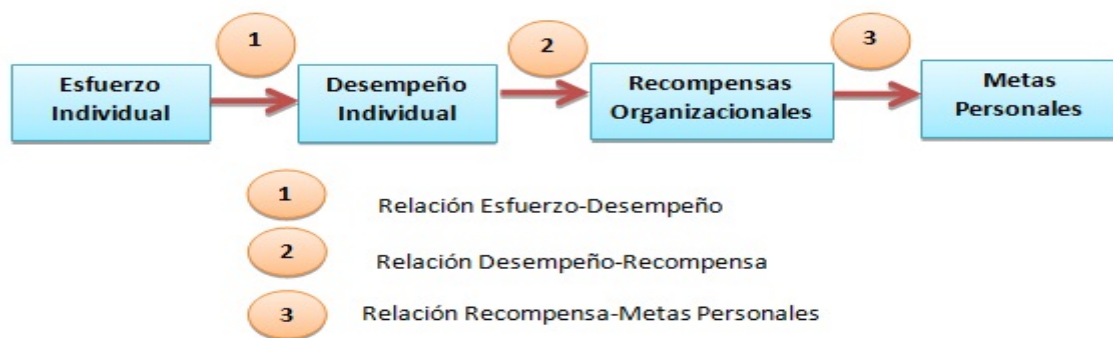 1
2
3
Esfuerzo
Individual
Desempeño
Individual
Recompensas
Organizacionales
Metas
Personales
1
Relación Esfuerzo-Desempeño
2
Relación Desempeño-Recompensa
3
Relación Recompensa-Metas Personales